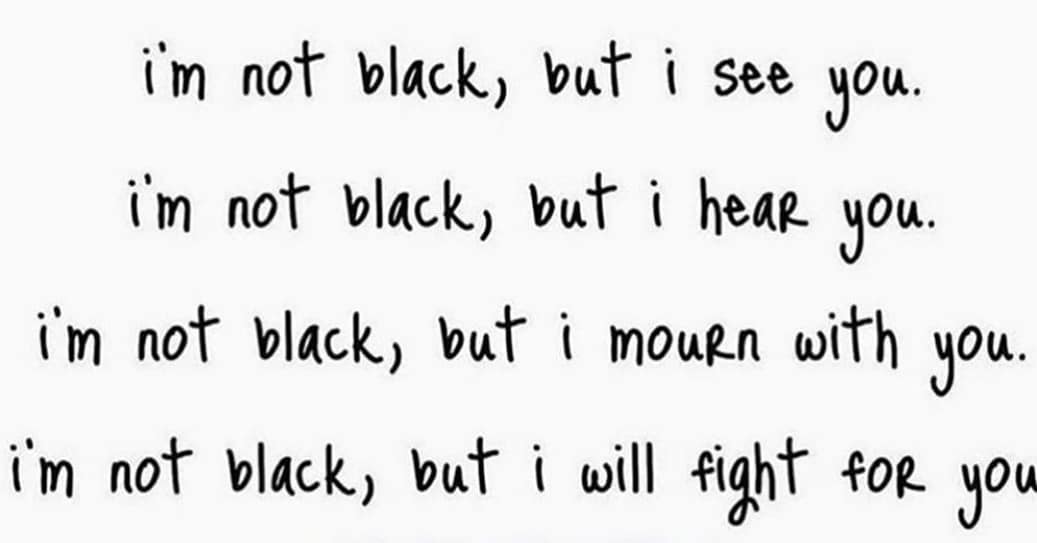 i'm not black, but i see you.
i'm not black, but i hear you.
i'm not black, but i mourn with you.
i'm not black, but i will fight for you